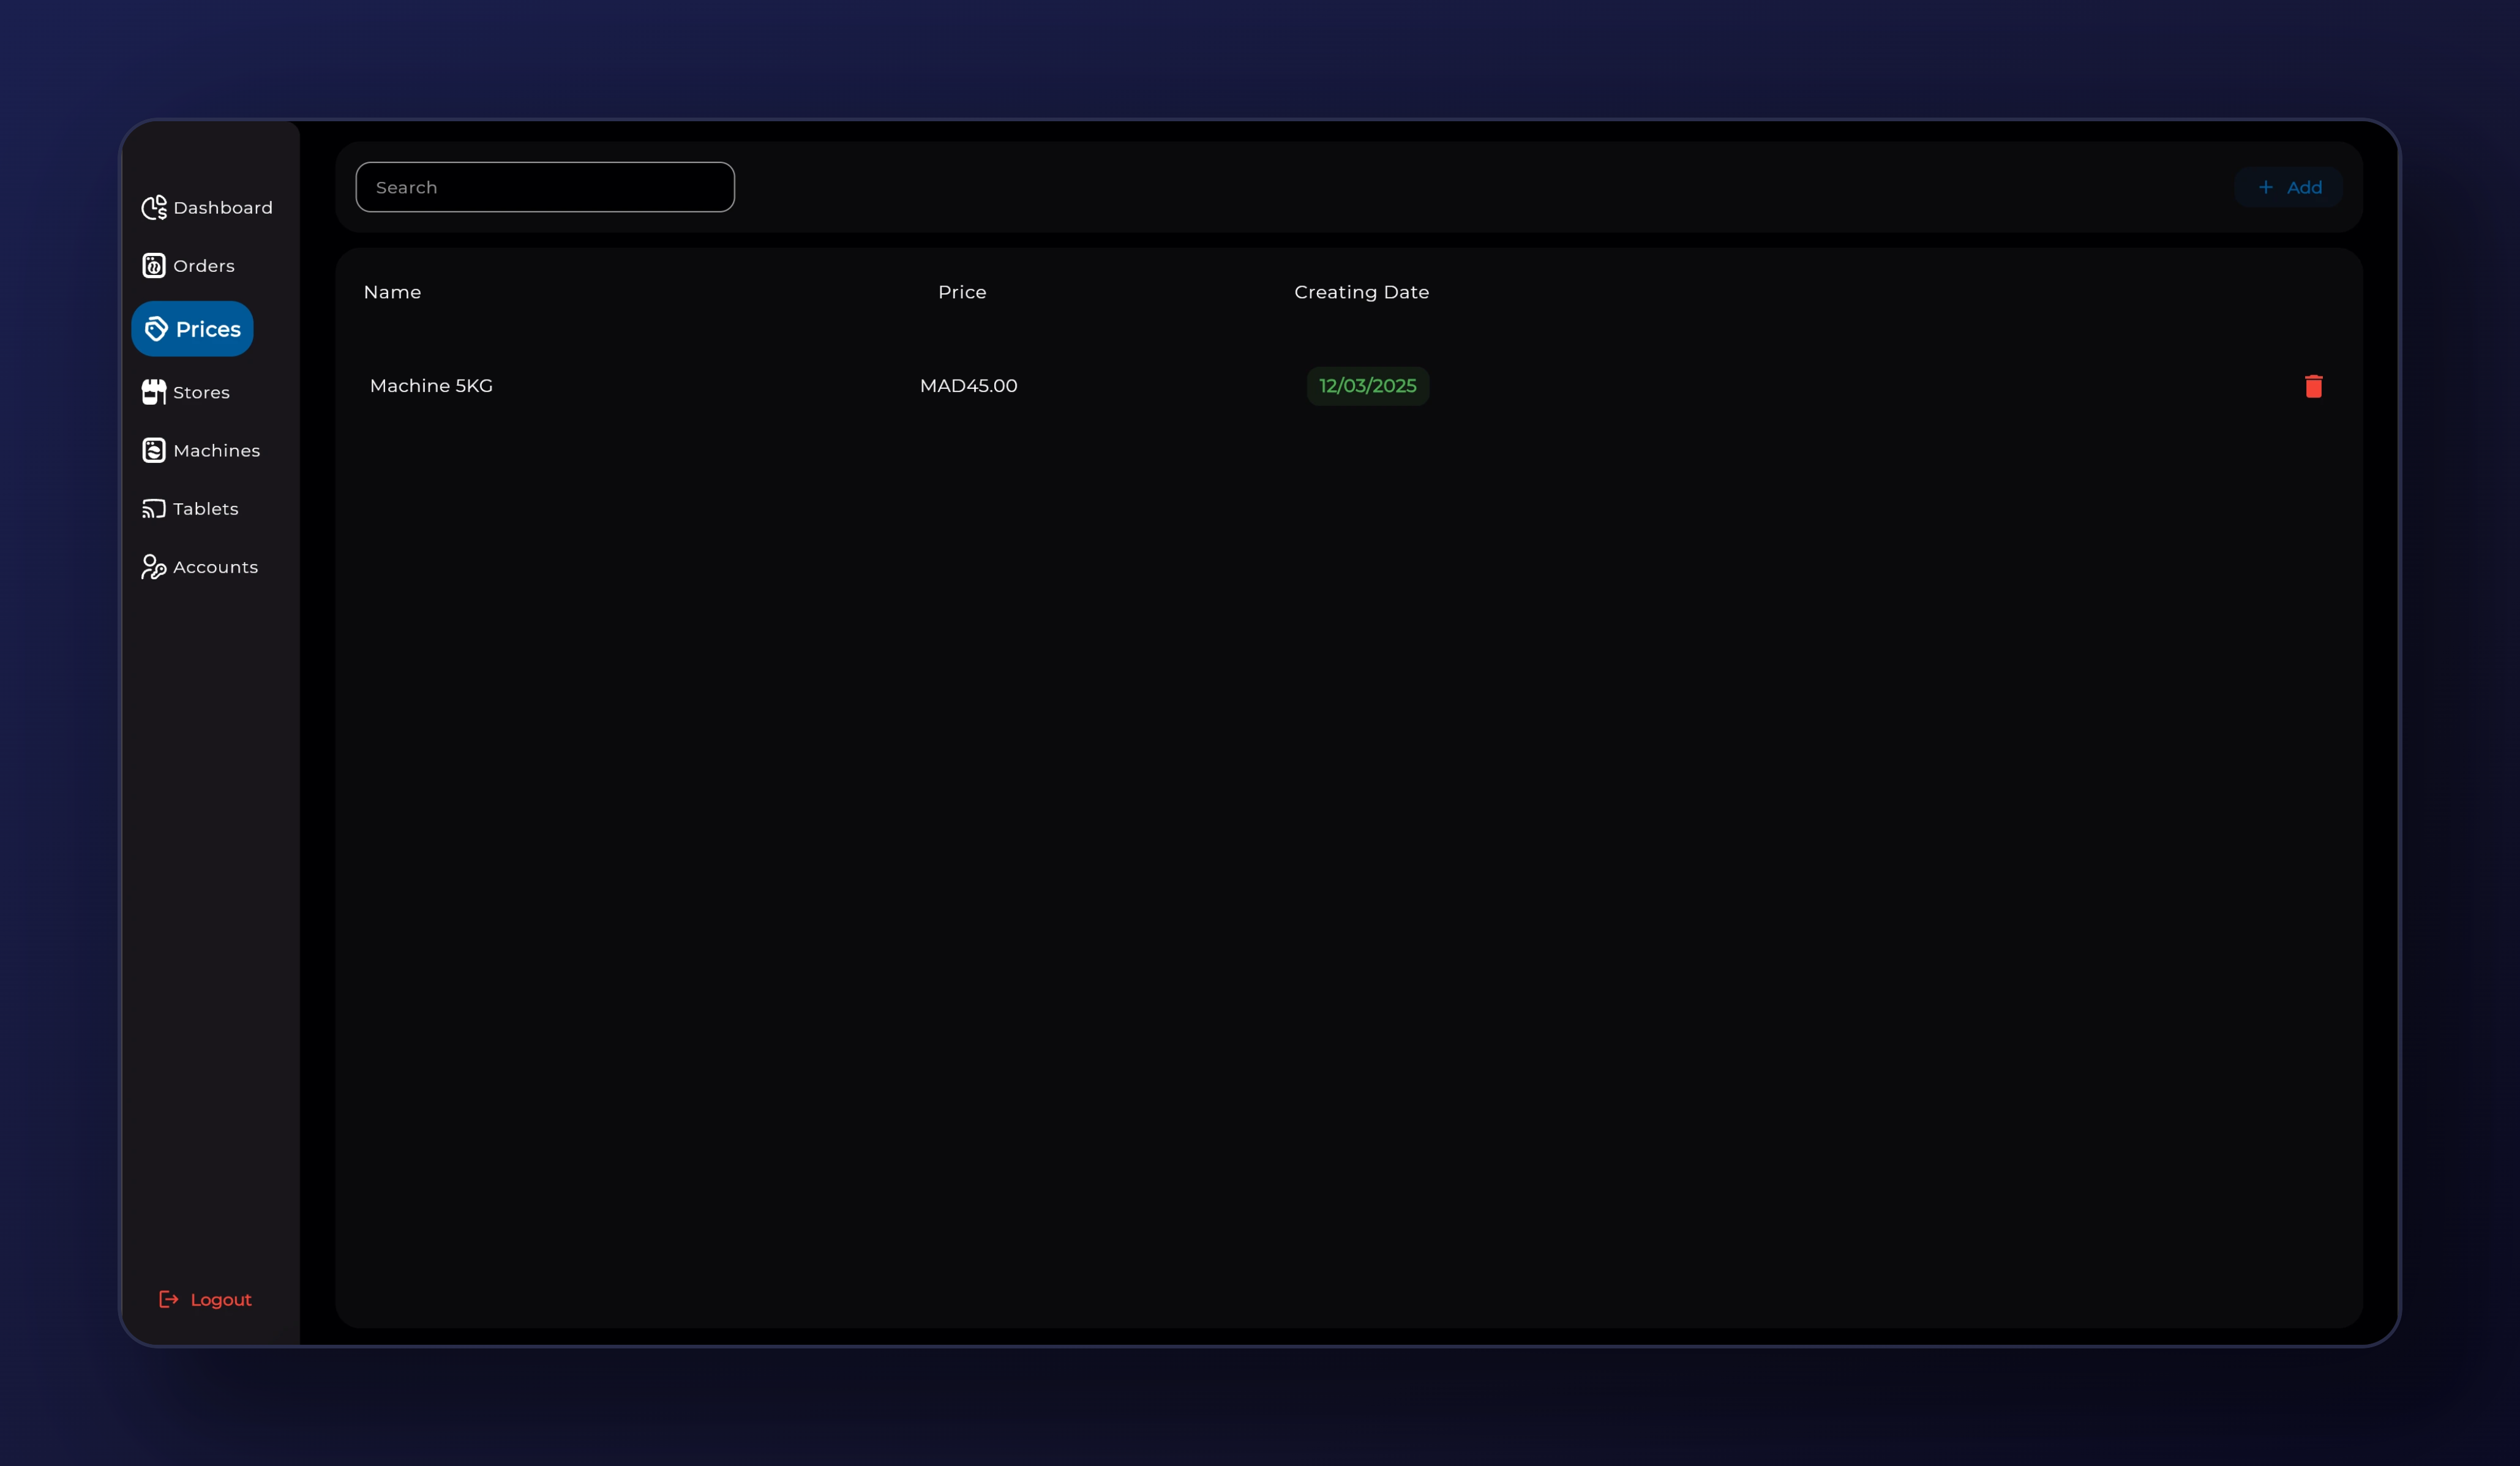 Dashboard
Orders
Prices
Stores
Machines
Tablets
Accounts
Logout
Search
+ Add
Name Price Creating Date
Machine 5KG MAD45.00 12/03/2025